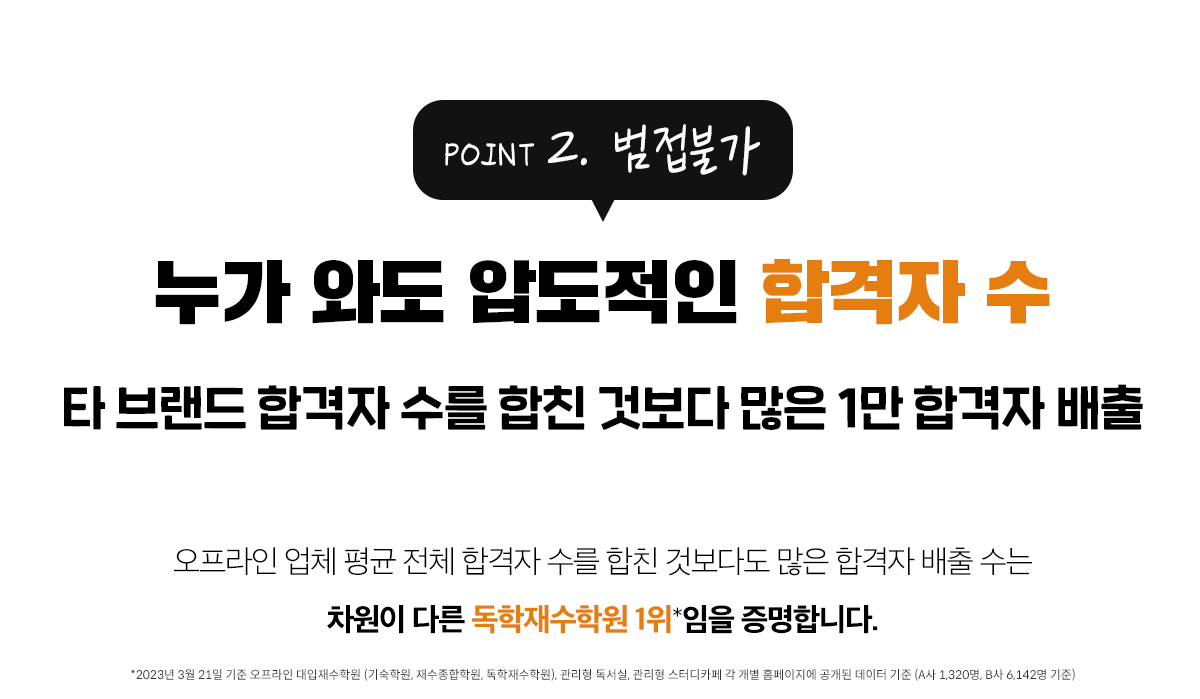 POINT 2. 범접불가
누가 와도 압도적인 합격자 수
타 브랜드 합격자 수를 합친 것보다 많은 1만 합격자 배출
오프라인 업체 평균 전체 합격자 수를 합친 것보다도 많은 합격자 배출 수는
차원이 다른 독학재수학원 1위*임을 증명합니다.
*2023년 3월 21일 기준 오프라인 대입재수학원 (기숙학원, 재수종합학원, 독학재수학원), 관리형 독서실, 관리형 스터디카페 각 개별 홈페이지에 공개된 데이터 기준 (A사 1,320명, B사 6,142명 기준)